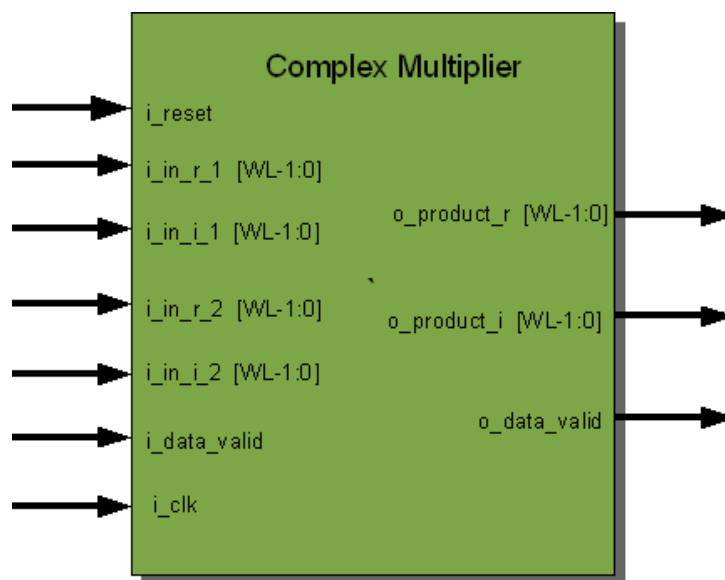 Complex Multiplier
i_reset
i_in_r_1 [WL-1:0]
i_in_i_1 [WL-1:0]
i_in_r_2 [WL-1:0]
i_in_i_2 [WL-1:0]
i_data_valid
i_clk
o_product_r [WL-1:0]
o_product_i [WL-1:0]
o_data_valid